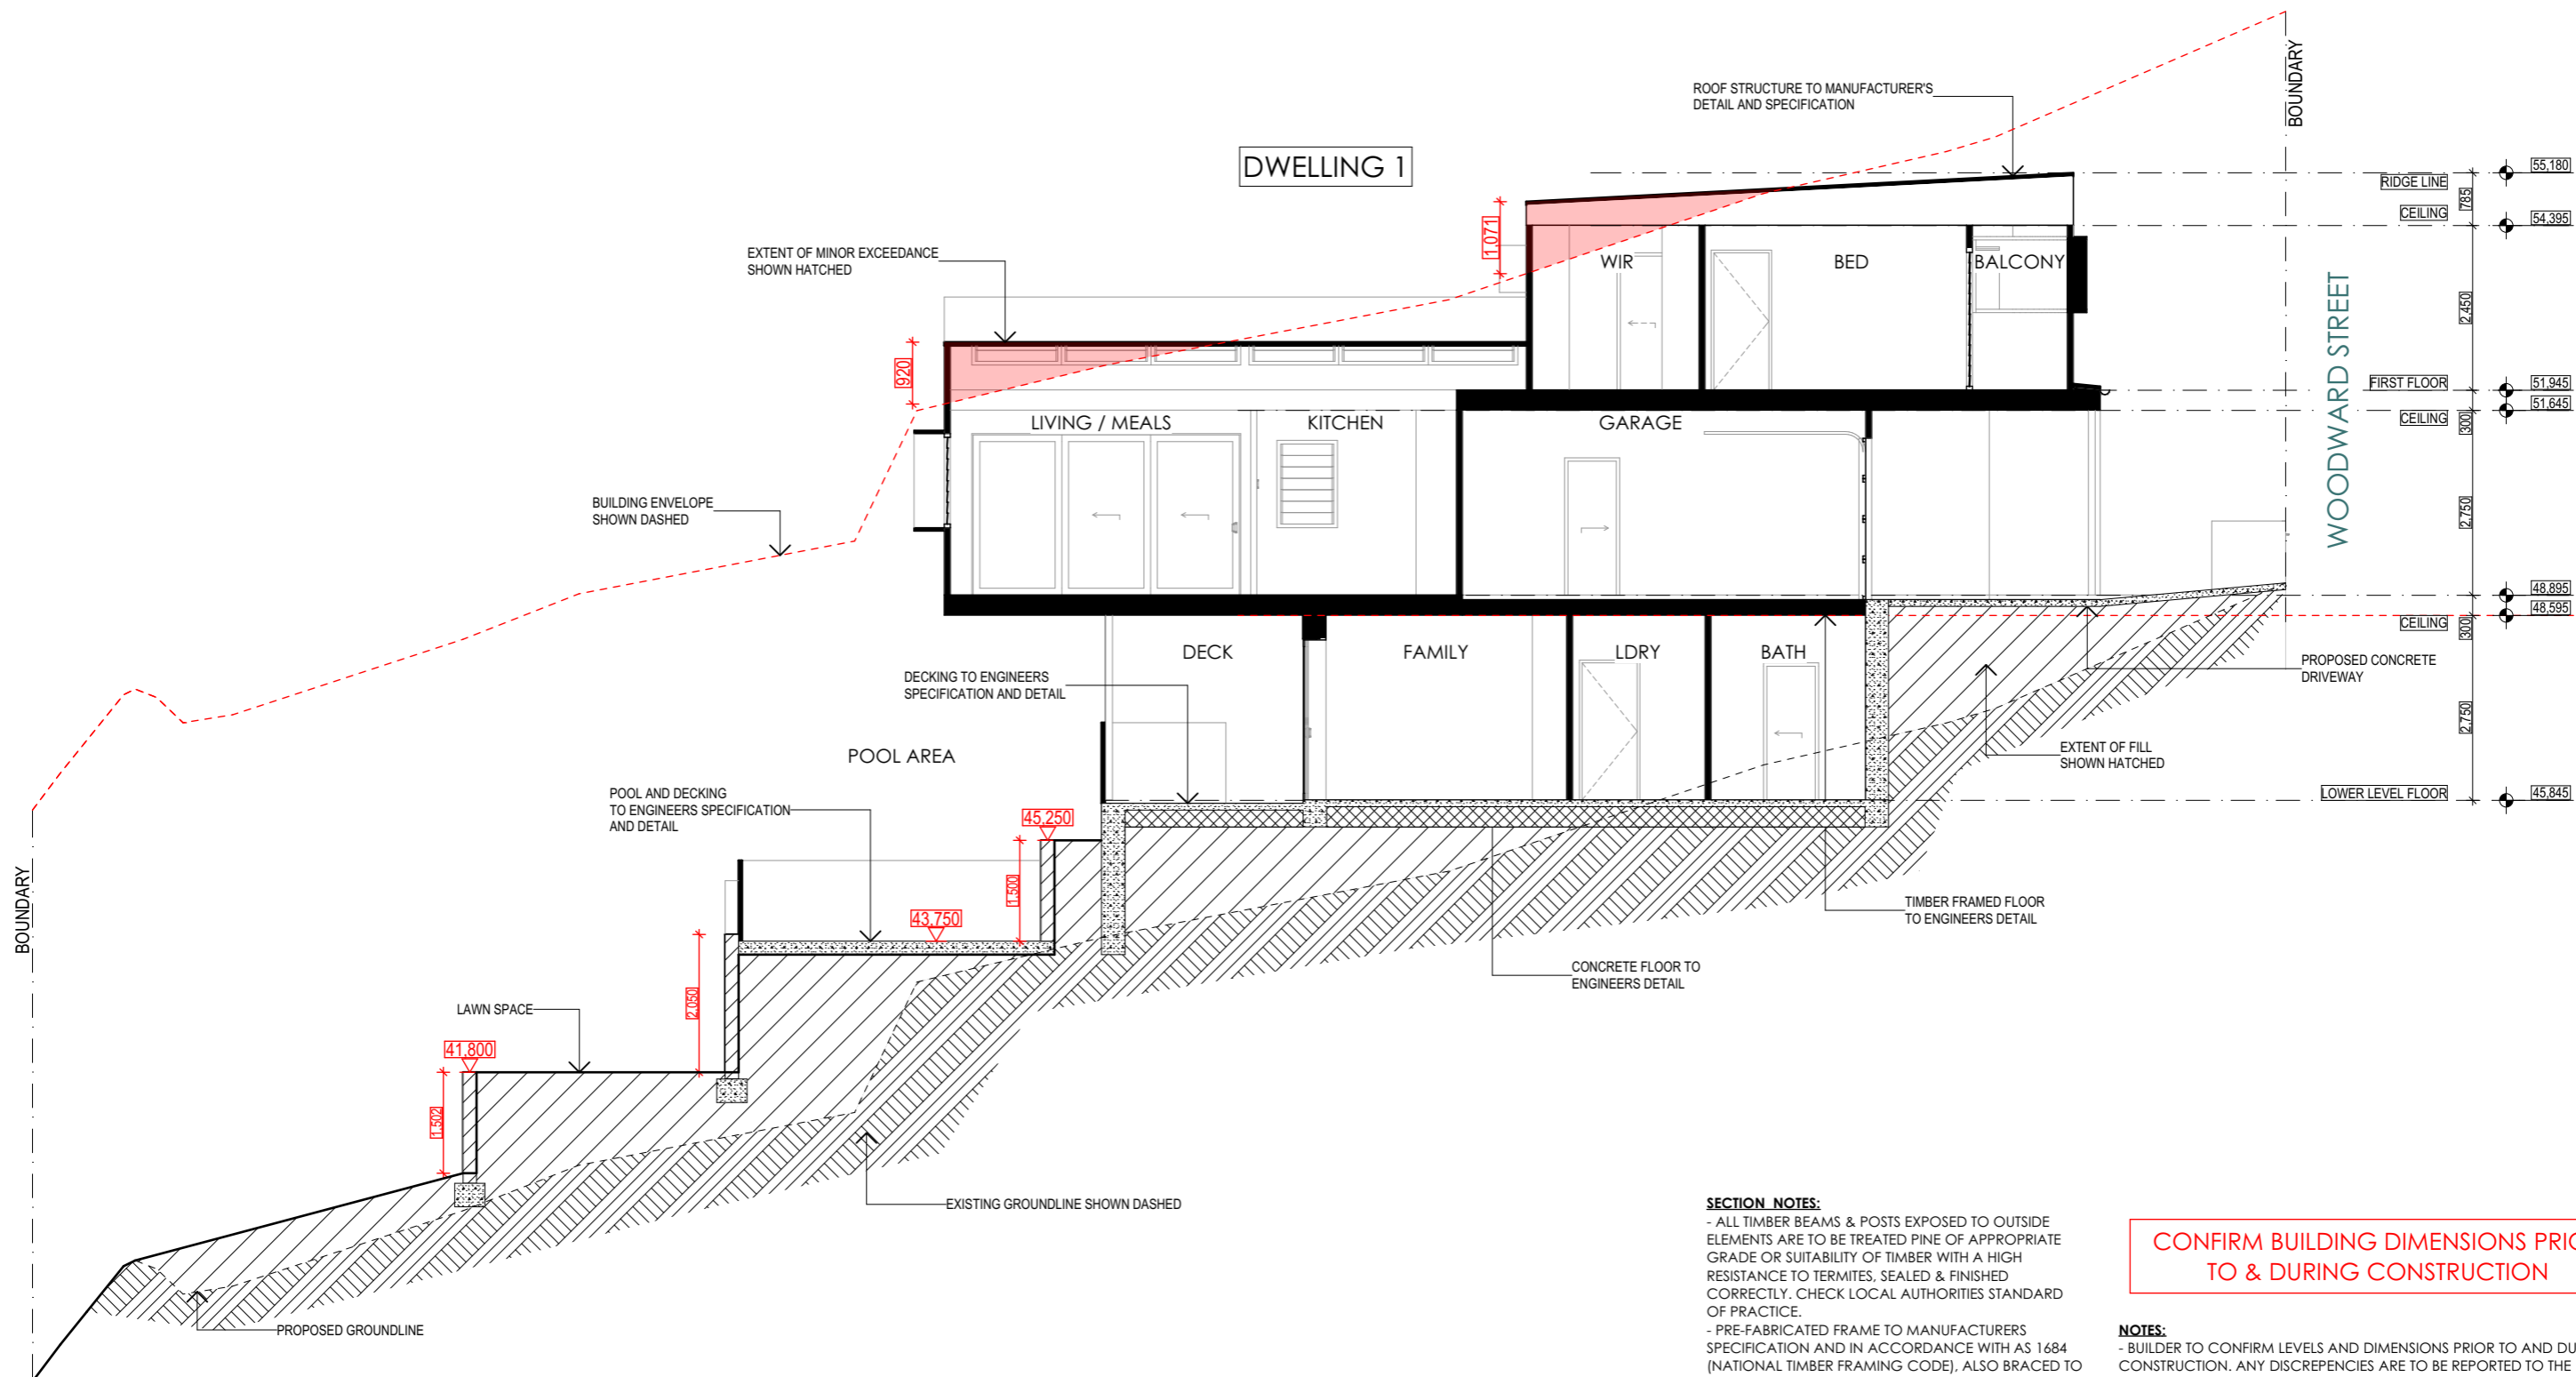 BOUNDARY
ROOF STRUCTURE TO MANUFACTURER'S
DETAIL AND SPECIFICATION
DWELLING 1
55,180
RIDGE LINE
785
CEILING
54,395
1,071
EXTENT OF MINOR EXCEEDANCE
SHOWN HATCHED
WIR
BED
BALCONY
2,450
WOODWARD STREET
920
FIRST FLOOR
51,945
51,645
CEILING
300
LIVING / MEALS
KITCHEN
GARAGE
BUILDING ENVELOPE
SHOWN DASHED
2,750
48,895
48,595
CEILING
300
DECK
FAMILY
LDRY
BATH
PROPOSED CONCRETE
DRIVEWAY
DECKING TO ENGINEERS
SPECIFICATION AND DETAIL
2,750
POOL AREA
EXTENT OF FILL
SHOWN HATCHED
POOL AND DECKING
TO ENGINEERS SPECIFICATION
AND DETAIL
LOWER LEVEL FLOOR
45,845
45,250
1,500
BOUNDARY
43,750
TIMBER FRAMED FLOOR
TO ENGINEERS DETAIL
CONCRETE FLOOR TO
ENGINEERS DETAIL
2,050
LAWN SPACE
41,800
1,502
EXISTING GROUNDLINE SHOWN DASHED
PROPOSED GROUNDLINE
SECTION NOTES:
- ALL TIMBER BEAMS & POSTS EXPOSED TO OUTSIDE
ELEMENTS ARE TO BE TREATED PINE OF APPROPRIATE
GRADE OR SUITABILITY OF TIMBER WITH A HIGH
RESISTANCE TO TERMITES, SEALED & FINISHED
CORRECTLY. CHECK LOCAL AUTHORITIES STANDARD
OF PRACTICE.
- PRE-FABRICATED FRAME TO MANUFACTURERS
SPECIFICATION AND IN ACCORDANCE WITH AS 1684
(NATIONAL TIMBER FRAMING CODE), ALSO BRACED TO
CONFIRM BUILDING DIMENSIONS PRIO
TO & DURING CONSTRUCTION
NOTES:
- BUILDER TO CONFIRM LEVELS AND DIMENSIONS PRIOR TO AND DU
CONSTRUCTION. ANY DISCREPENCIES ARE TO BE REPORTED TO THE